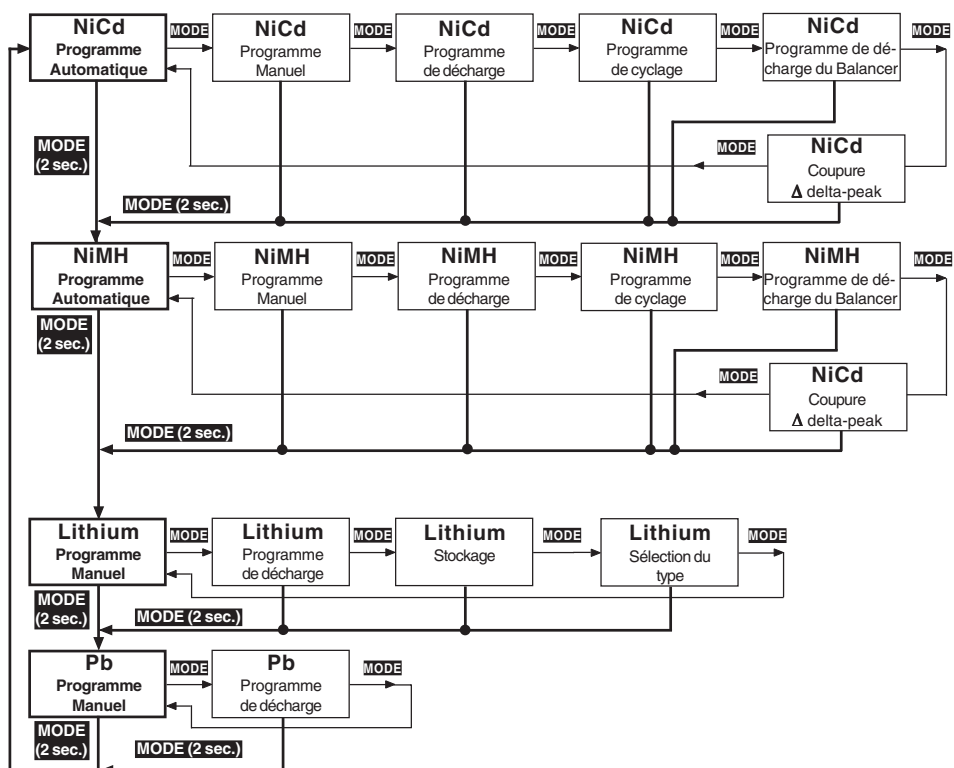 NiCd
Programme
Automatique
MODE
NiCd
Programme
Manuel
MODE
NiCd
Programme
de décharge
MODE
NiCd
Programme
de cyclage
MODE
NiCd
Programme de dé-
charge du Balancer
MODE
MODE
(2 sec.)
MODE
NiCd
Coupure
Δ delta-peak
MODE (2 sec.)
NiMH
Programme
Automatique
MODE
NiMH
Programme
Manuel
MODE
NiMH
Programme
de décharge
MODE
NiMH
Programme
de cyclage
MODE
NiMH
Programme de dé-
charge du Balancer
MODE
MODE
(2 sec.)
MODE
NiCd
Coupure
Δ delta-peak
MODE (2 sec.)
Lithium
Programme
Manuel
MODE
Lithium
Programme
de décharge
MODE
Lithium
Stockage
MODE
Lithium
Sélection du
type
MODE
MODE
(2 sec.)
MODE (2 sec.)
Pb
Programme
Manuel
MODE
Pb
Programme
de décharge
MODE
MODE
(2 sec.)
MODE (2 sec.)